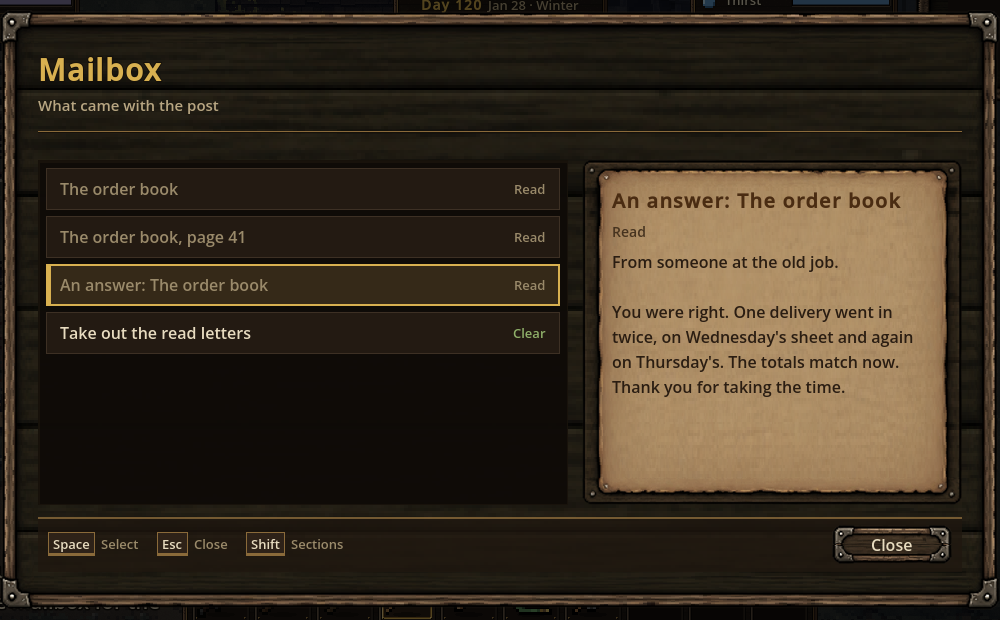 Day 120 Jan 28 · Winter
Thirst
Mailbox
What came with the post
The order book Read
The order book, page 41 Read
An answer: The order book Read
Take out the read letters Clear
An answer: The order book
Read
From someone at the old job.
You were right. One delivery went in
twice, on Wednesday's sheet and again
on Thursday's. The totals match now.
Thank you for taking the time.
Space Select Esc Close Shift Sections
Close